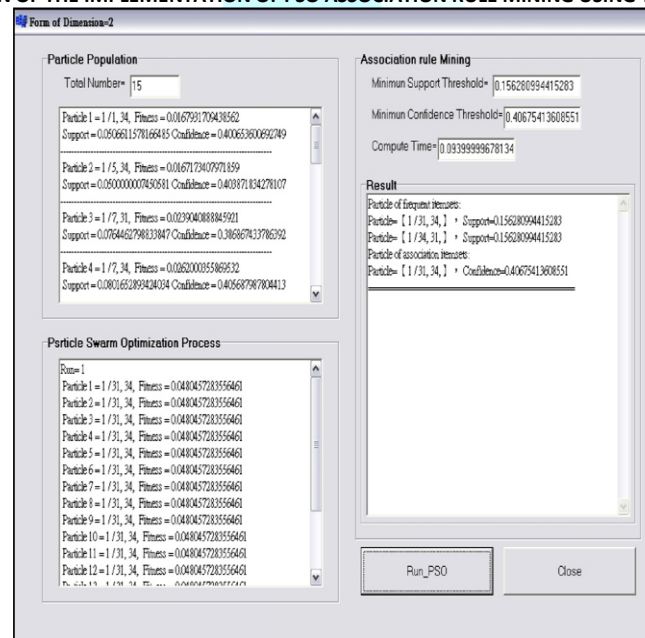 N OF THE IMPLEMENTATION OF PSO ASSOCIATION RULE MINING USING
Form of Dimension=2
Particle Population
Total Number= 15
Particle 1 = 1 / 1, 34, Fitness = 0.0167931709438562
Support = 0.0506611578166485 Confidence = 0.400653600692749
Particle 2 = 1 / 5, 34, Fitness = 0.0167173407971859
Support = 0.0500000007450581 Confidence = 0.403871834278107
Particle 3 = 1 / 7, 31, Fitness = 0.0239040888845921
Support = 0.0764462798833847 Confidence = 0.386867433786392
Particle 4 = 1 / 7, 34, Fitness = 0.0262000355869532
Support = 0.0801652893424034 Confidence = 0.405687987804413
Psrticle Swarm Optimization Process
Run= 1
Particle 1 = 1 / 31, 34, Fitness = 0.0480457283556461
Particle 2 = 1 / 31, 34, Fitness = 0.0480457283556461
Particle 3 = 1 / 31, 34, Fitness = 0.0480457283556461
Particle 4 = 1 / 31, 34, Fitness = 0.0480457283556461
Particle 5 = 1 / 31, 34, Fitness = 0.0480457283556461
Particle 6 = 1 / 31, 34, Fitness = 0.0480457283556461
Particle 7 = 1 / 31, 34, Fitness = 0.0480457283556461
Particle 8 = 1 / 31, 34, Fitness = 0.0480457283556461
Particle 9 = 1 / 31, 34, Fitness = 0.0480457283556461
Particle 10 = 1 / 31, 34, Fitness = 0.0480457283556461
Particle 11 = 1 / 31, 34, Fitness = 0.0480457283556461
Particle 12 = 1 / 31, 34, Fitness = 0.0480457283556461
Association rule Mining
Minimun Support Threshold= 0.156280994415283
Minimun Confidence Threshold= 0.40675413608551
Compute Time= 0.09399999678134
Result
Particle of frequent itemsets:
Particle= 【 1 / 31, 34, 】 , Support=0.156280994415283
Particle= 【 1 / 34, 31, 】 , Support=0.156280994415283
Particle of association itemsets:
Particle= 【 1 / 31, 34, 】 , Confidence=0.40675413608551
Run_PSO
Close